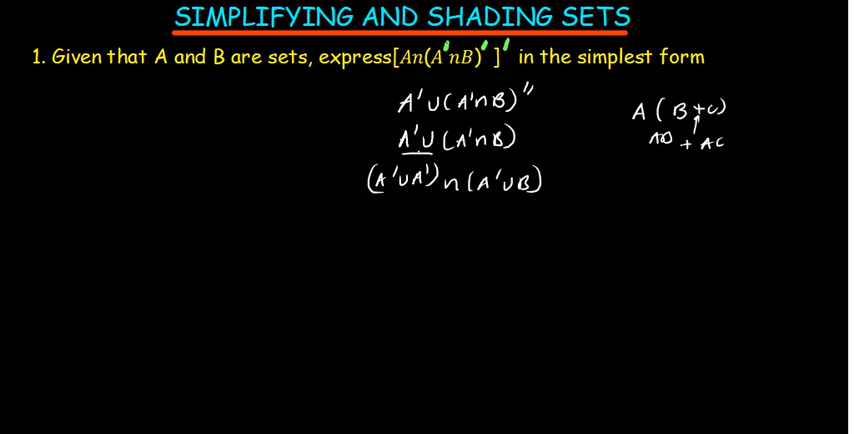 SIMPLIFYING AND SHADING SETS
1. Given that A and B are sets, express[An(A'nB)' ]' in the simplest form
A' ∪ (A'∩B)''
A'∪ (A'∩B)
(A'∪A')∩(A'∪B)
A ( B + C)
AB + AC